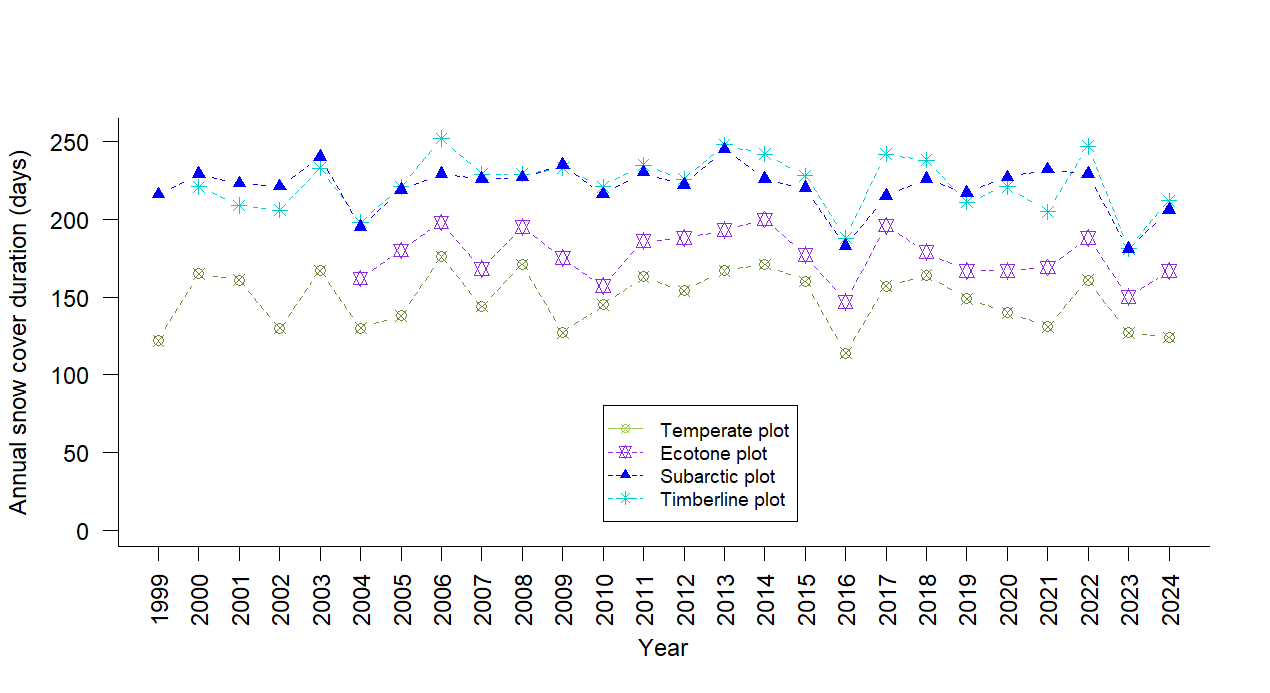 Annual snow cover duration (days)
250
200
150
100
50
0
Temperate plot
Ecotone plot
Subarctic plot
Timberline plot
1999 2000 2001 2002 2003 2004 2005 2006 2007 2008 2009 2010 2011 2012 2013 2014 2015 2016 2017 2018 2019 2020 2021 2022 2023 2024
Year